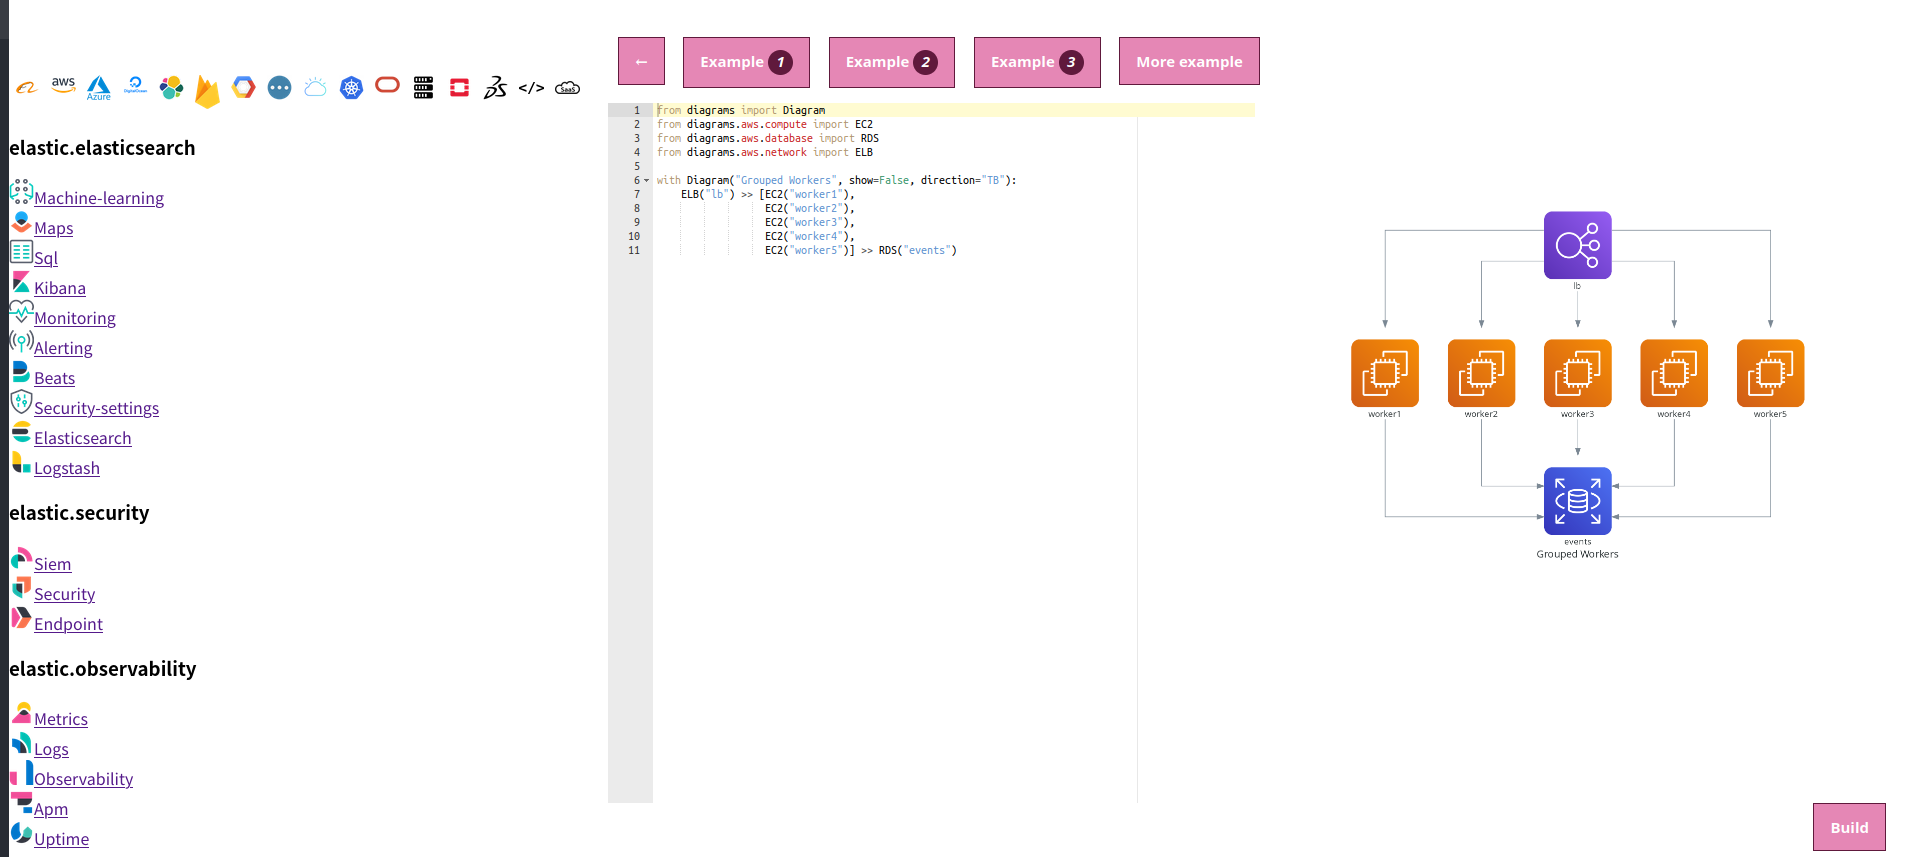 aws
Azure
DigitalOcean
</>
SaaS
elastic.elasticsearch
Machine-learning
Maps
Sql
Kibana
Monitoring
Alerting
Beats
Security-settings
Elasticsearch
Logstash
elastic.security
Siem
Security
Endpoint
elastic.observability
Metrics
Logs
Observability
Apm
Uptime
←
Example 1
Example 2
Example 3
More example
1 from diagrams import Diagram
2 from diagrams.aws.compute import EC2
3 from diagrams.aws.database import RDS
4 from diagrams.aws.network import ELB
5
6 with Diagram("Grouped Workers", show=False, direction="TB"):
7     ELB("lb") >> [EC2("worker1"),
8                   EC2("worker2"),
9                   EC2("worker3"),
10                   EC2("worker4"),
11                   EC2("worker5")] >> RDS("events")
lb
worker1
worker2
worker3
worker4
worker5
events
Grouped Workers
Build